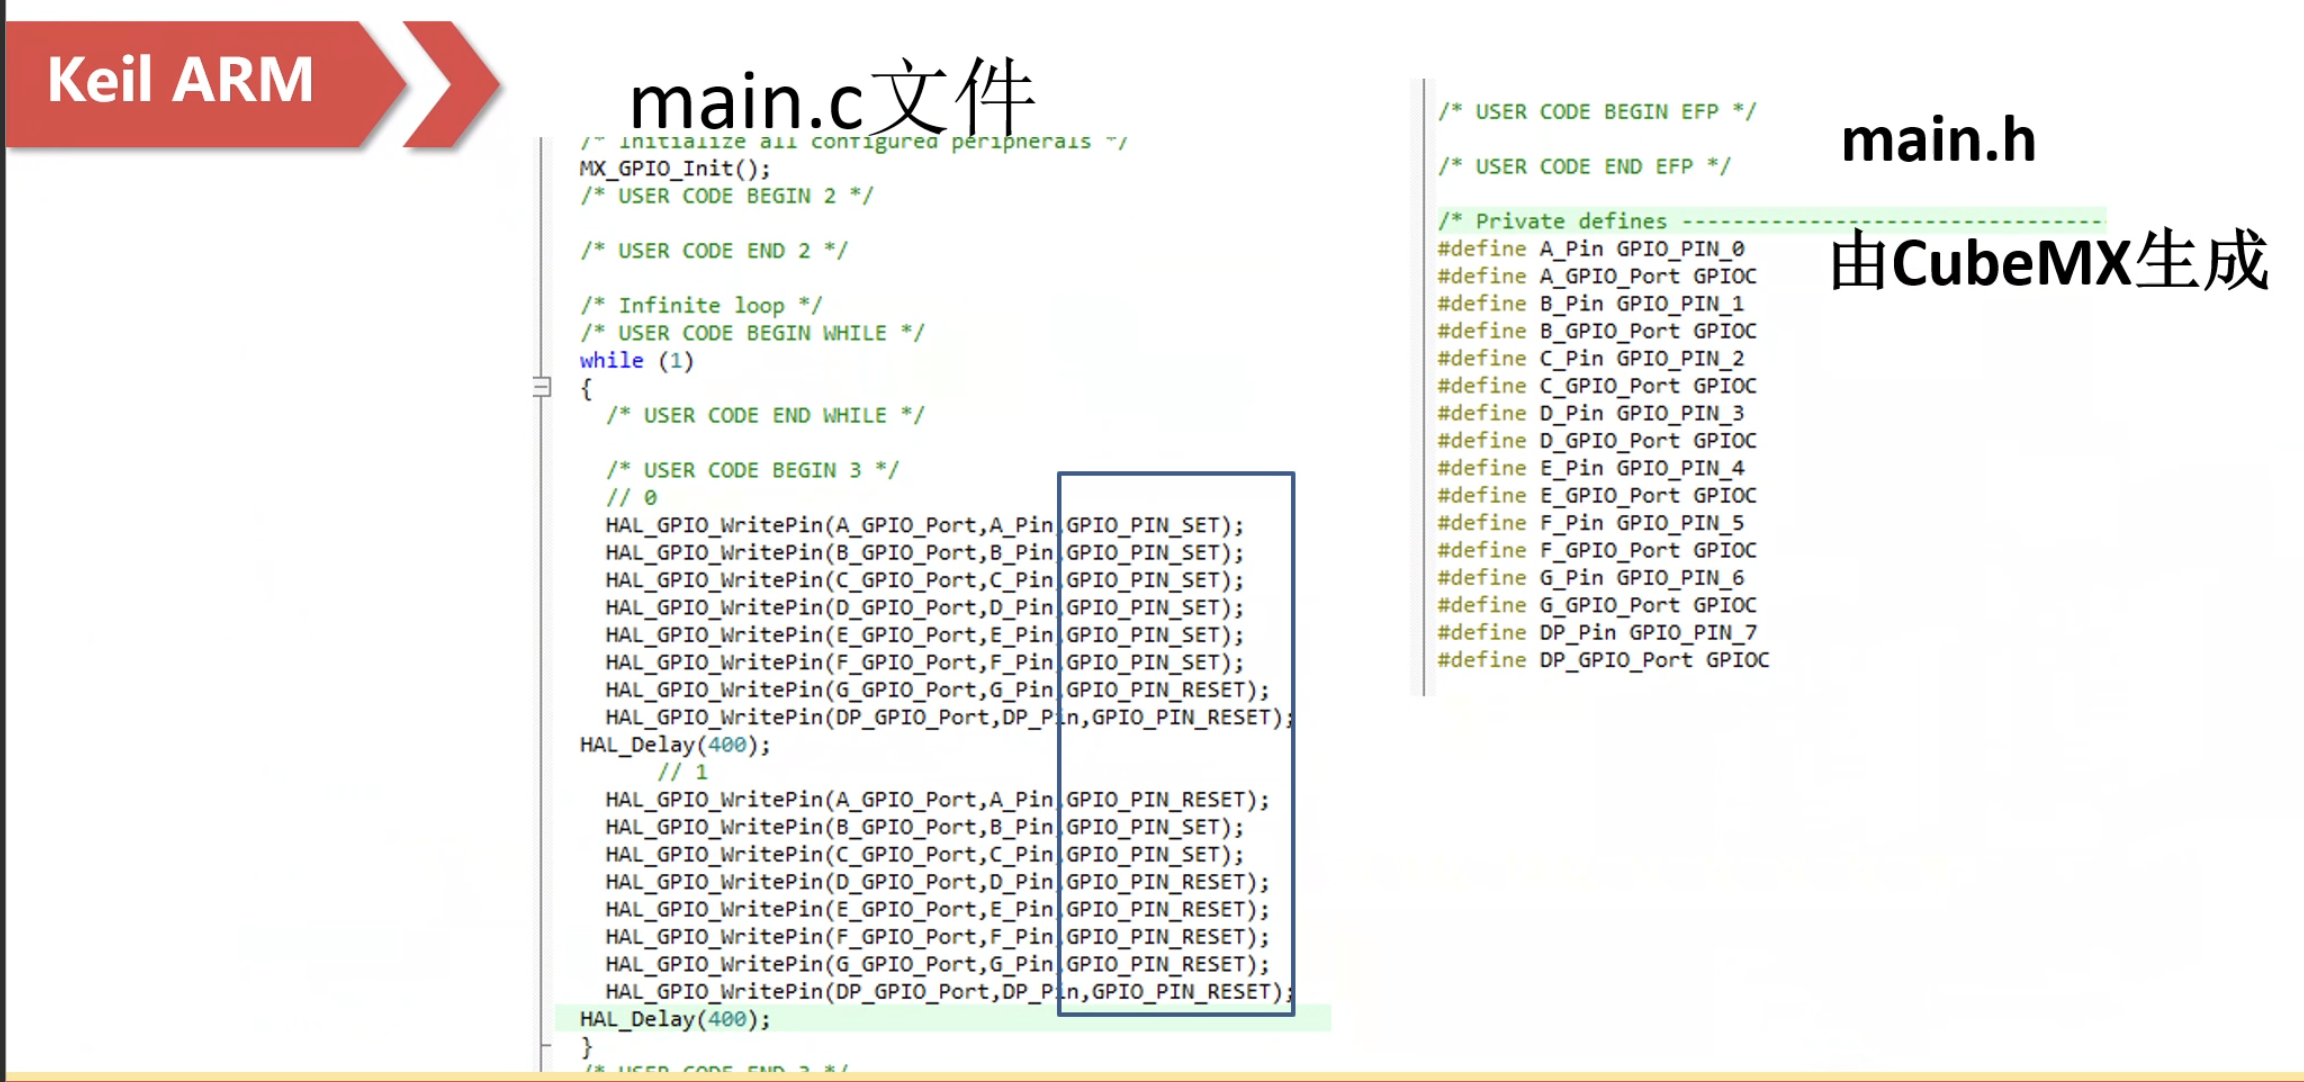 Keil ARM
main.c文件
/* Initialize all configured peripherals */
MX_GPIO_Init();
/* USER CODE BEGIN 2 */
/* USER CODE END 2 */
/* Infinite loop */
/* USER CODE BEGIN WHILE */
while (1)
{
/* USER CODE END WHILE */
/* USER CODE BEGIN 3 */
// 0
HAL_GPIO_WritePin(A_GPIO_Port,A_Pin,GPIO_PIN_SET);
HAL_GPIO_WritePin(B_GPIO_Port,B_Pin,GPIO_PIN_SET);
HAL_GPIO_WritePin(C_GPIO_Port,C_Pin,GPIO_PIN_SET);
HAL_GPIO_WritePin(D_GPIO_Port,D_Pin,GPIO_PIN_SET);
HAL_GPIO_WritePin(E_GPIO_Port,E_Pin,GPIO_PIN_SET);
HAL_GPIO_WritePin(F_GPIO_Port,F_Pin,GPIO_PIN_SET);
HAL_GPIO_WritePin(G_GPIO_Port,G_Pin,GPIO_PIN_RESET);
HAL_GPIO_WritePin(DP_GPIO_Port,DP_Pin,GPIO_PIN_RESET);
HAL_Delay(400);
// 1
HAL_GPIO_WritePin(A_GPIO_Port,A_Pin,GPIO_PIN_RESET);
HAL_GPIO_WritePin(B_GPIO_Port,B_Pin,GPIO_PIN_SET);
HAL_GPIO_WritePin(C_GPIO_Port,C_Pin,GPIO_PIN_SET);
HAL_GPIO_WritePin(D_GPIO_Port,D_Pin,GPIO_PIN_RESET);
HAL_GPIO_WritePin(E_GPIO_Port,E_Pin,GPIO_PIN_RESET);
HAL_GPIO_WritePin(F_GPIO_Port,F_Pin,GPIO_PIN_RESET);
HAL_GPIO_WritePin(G_GPIO_Port,G_Pin,GPIO_PIN_RESET);
HAL_GPIO_WritePin(DP_GPIO_Port,DP_Pin,GPIO_PIN_RESET);
HAL_Delay(400);
}
/* USER CODE END 3 */
/* USER CODE BEGIN EFP */
main.h
/* USER CODE END EFP */
/* Private defines ---------------------------------
由CubeMX生成
#define A_Pin GPIO_PIN_0
#define A_GPIO_Port GPIOC
#define B_Pin GPIO_PIN_1
#define B_GPIO_Port GPIOC
#define C_Pin GPIO_PIN_2
#define C_GPIO_Port GPIOC
#define D_Pin GPIO_PIN_3
#define D_GPIO_Port GPIOC
#define E_Pin GPIO_PIN_4
#define E_GPIO_Port GPIOC
#define F_Pin GPIO_PIN_5
#define F_GPIO_Port GPIOC
#define G_Pin GPIO_PIN_6
#define G_GPIO_Port GPIOC
#define DP_Pin GPIO_PIN_7
#define DP_GPIO_Port GPIOC